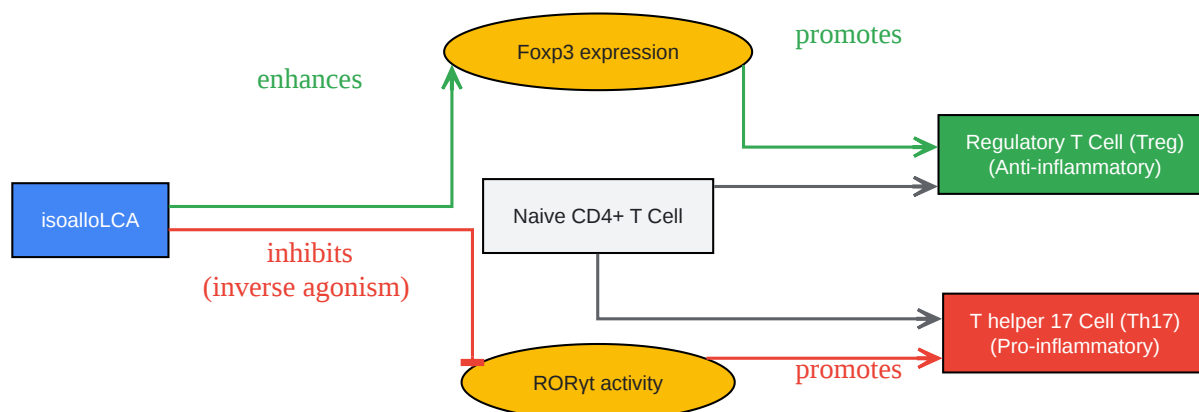 Foxp3 expression
promotes
enhances
Regulatory T Cell (Treg)
(Anti-inflammatory)
isoalloLCA
Naive CD4+ T Cell
inhibits
(inverse agonism)
T helper 17 Cell (Th17)
(Pro-inflammatory)
promotes
RORγt activity